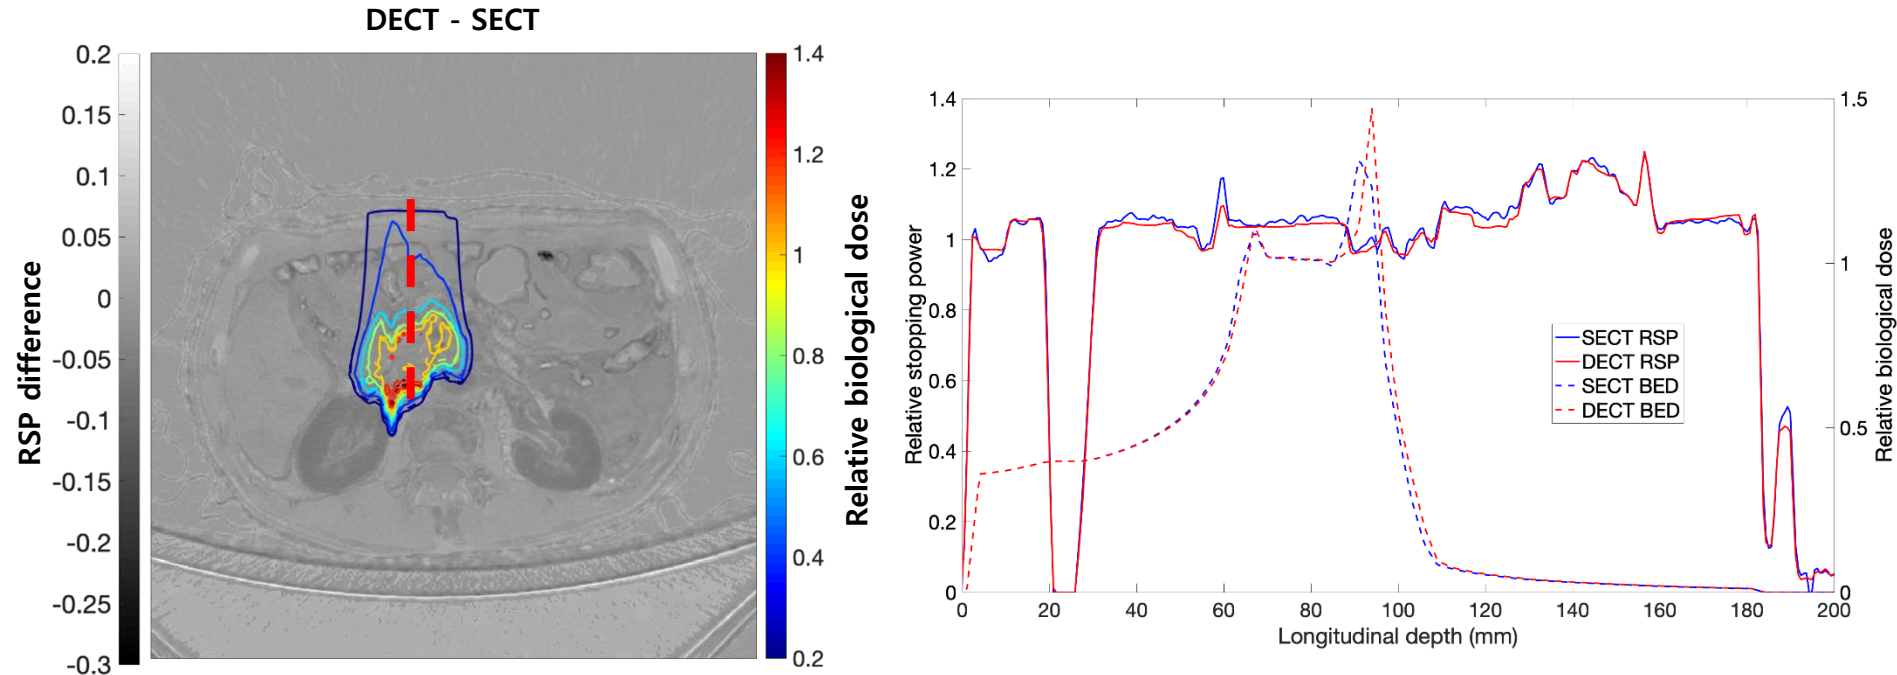 DECT - SECT
0.2
0.15
0.1
0.05
0
-0.05
-0.1
-0.15
-0.2
-0.25
-0.3
RSP difference
1.4
1.2
1
0.8
0.6
0.4
0.2
Relative biological dose
1.4
1.2
1
0.8
0.6
0.4
0.2
0
Relative stopping power
1.5
1
0.5
0
Relative biological dose
SECT RSP
DECT RSP
SECT BED
DECT BED
0 20 40 60 80 100 120 140 160 180 200
Longitudinal depth (mm)